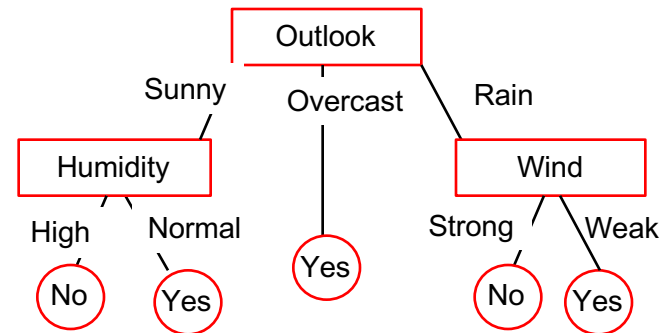 Outlook
Sunny Overcast Rain
Humidity Wind
High Normal Strong Weak
No Yes Yes No Yes